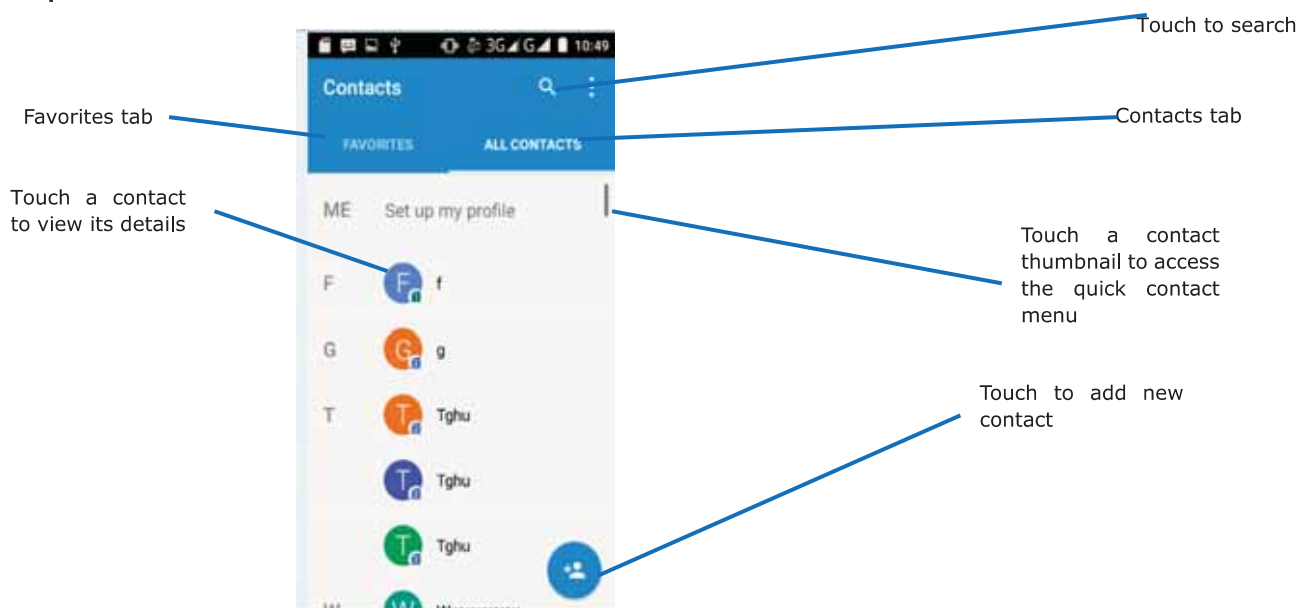 Touch to search
3G G 10:49
Contacts
Favorites tab
Contacts tab
FAVORITES ALL CONTACTS
Touch a contact
to view its details
ME Set up my profile
Touch a contact
thumbnail to access
the quick contact
menu
F F f
G G g
Touch to add new
contact
T T Tghu
T Tghu
T Tghu
W W